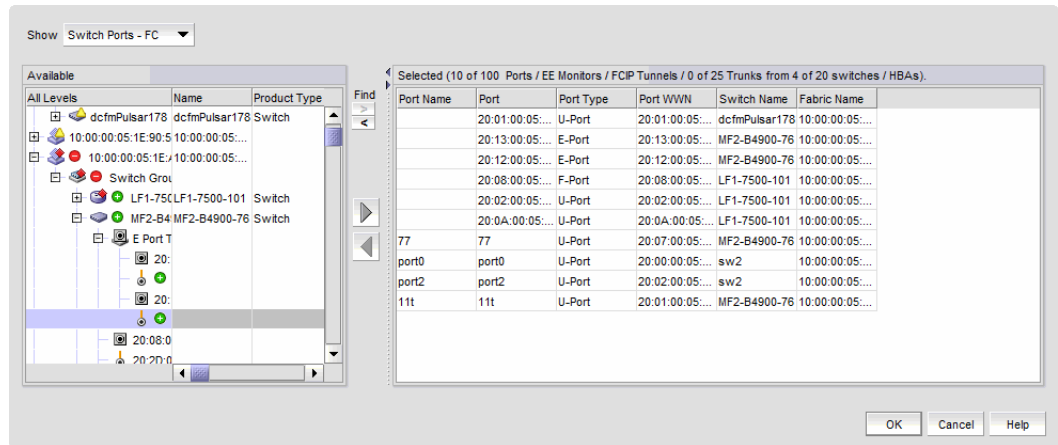 Show Switch Ports - FC
Available
All Levels Name Product Type
dcfmPulsar178 dcfmPulsar178 Switch
10:00:00:05:1E:90:5 10:00:00:05:...
10:00:00:05:1E:/ 10:00:00:05:...
Switch Grou
LF1-750 LF1-7500-101 Switch
MF2-B4 MF2-B4900-76 Switch
E Port T
20:
20:
20:08:0
20:2D:0
Find
>
<
Selected (10 of 100 Ports / EE Monitors / FCIP Tunnels / 0 of 25 Trunks from 4 of 20 switches / HBAs).
Port Name Port Port Type Port WWN Switch Name Fabric Name
20:01:00:05:... U-Port 20:01:00:05:... dcfmPulsar178 10:00:00:05:...
20:13:00:05:... E-Port 20:13:00:05:... MF2-B4900-76 10:00:00:05:...
20:12:00:05:... E-Port 20:12:00:05:... MF2-B4900-76 10:00:00:05:...
20:08:00:05:... F-Port 20:08:00:05:... LF1-7500-101 10:00:00:05:...
20:02:00:05:... U-Port 20:02:00:05:... LF1-7500-101 10:00:00:05:...
20:0A:00:05:... U-Port 20:0A:00:05:... LF1-7500-101 10:00:00:05:...
77 77 U-Port 20:07:00:05:... MF2-B4900-76 10:00:00:05:...
port0 port0 U-Port 20:00:00:05:... sw2 10:00:00:05:...
port2 port2 U-Port 20:02:00:05:... sw2 10:00:00:05:...
11t 11t U-Port 20:01:00:05:... MF2-B4900-76 10:00:00:05:...
OK Cancel Help